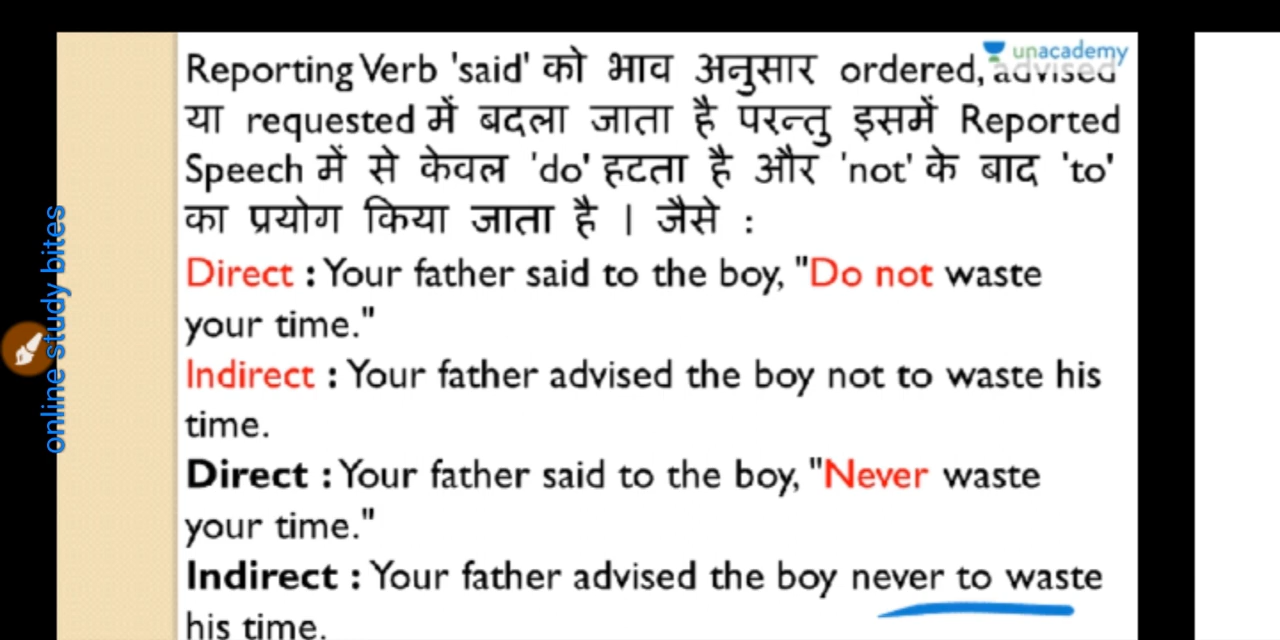 unacademy
Reporting Verb 'said' को भाव अनुसार ordered, advised
या requested में बदला जाता है परन्तु इसमें Reported
Speech में से केवल 'do' हटता है और 'not' के बाद 'to'
का प्रयोग किया जाता है | जैसे :
Direct : Your father said to the boy, "Do not waste
your time."
Indirect : Your father advised the boy not to waste his
time.
Direct : Your father said to the boy, "Never waste
your time."
Indirect : Your father advised the boy never to waste
his time.
online study bites